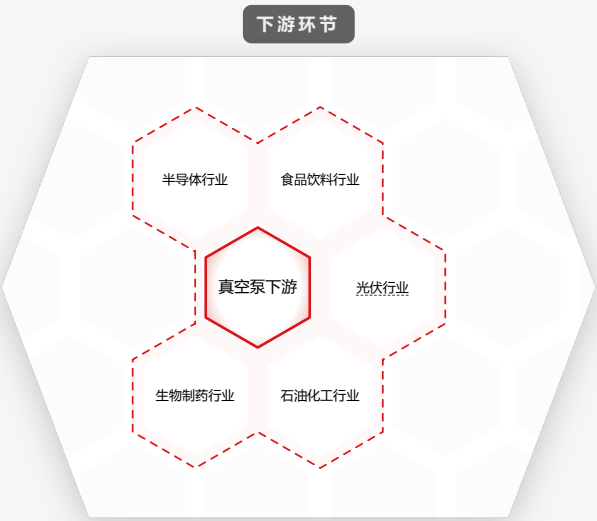 下游环节
半导体行业
食品饮料行业
真空泵下游
光伏行业
生物制药行业
石油化工行业